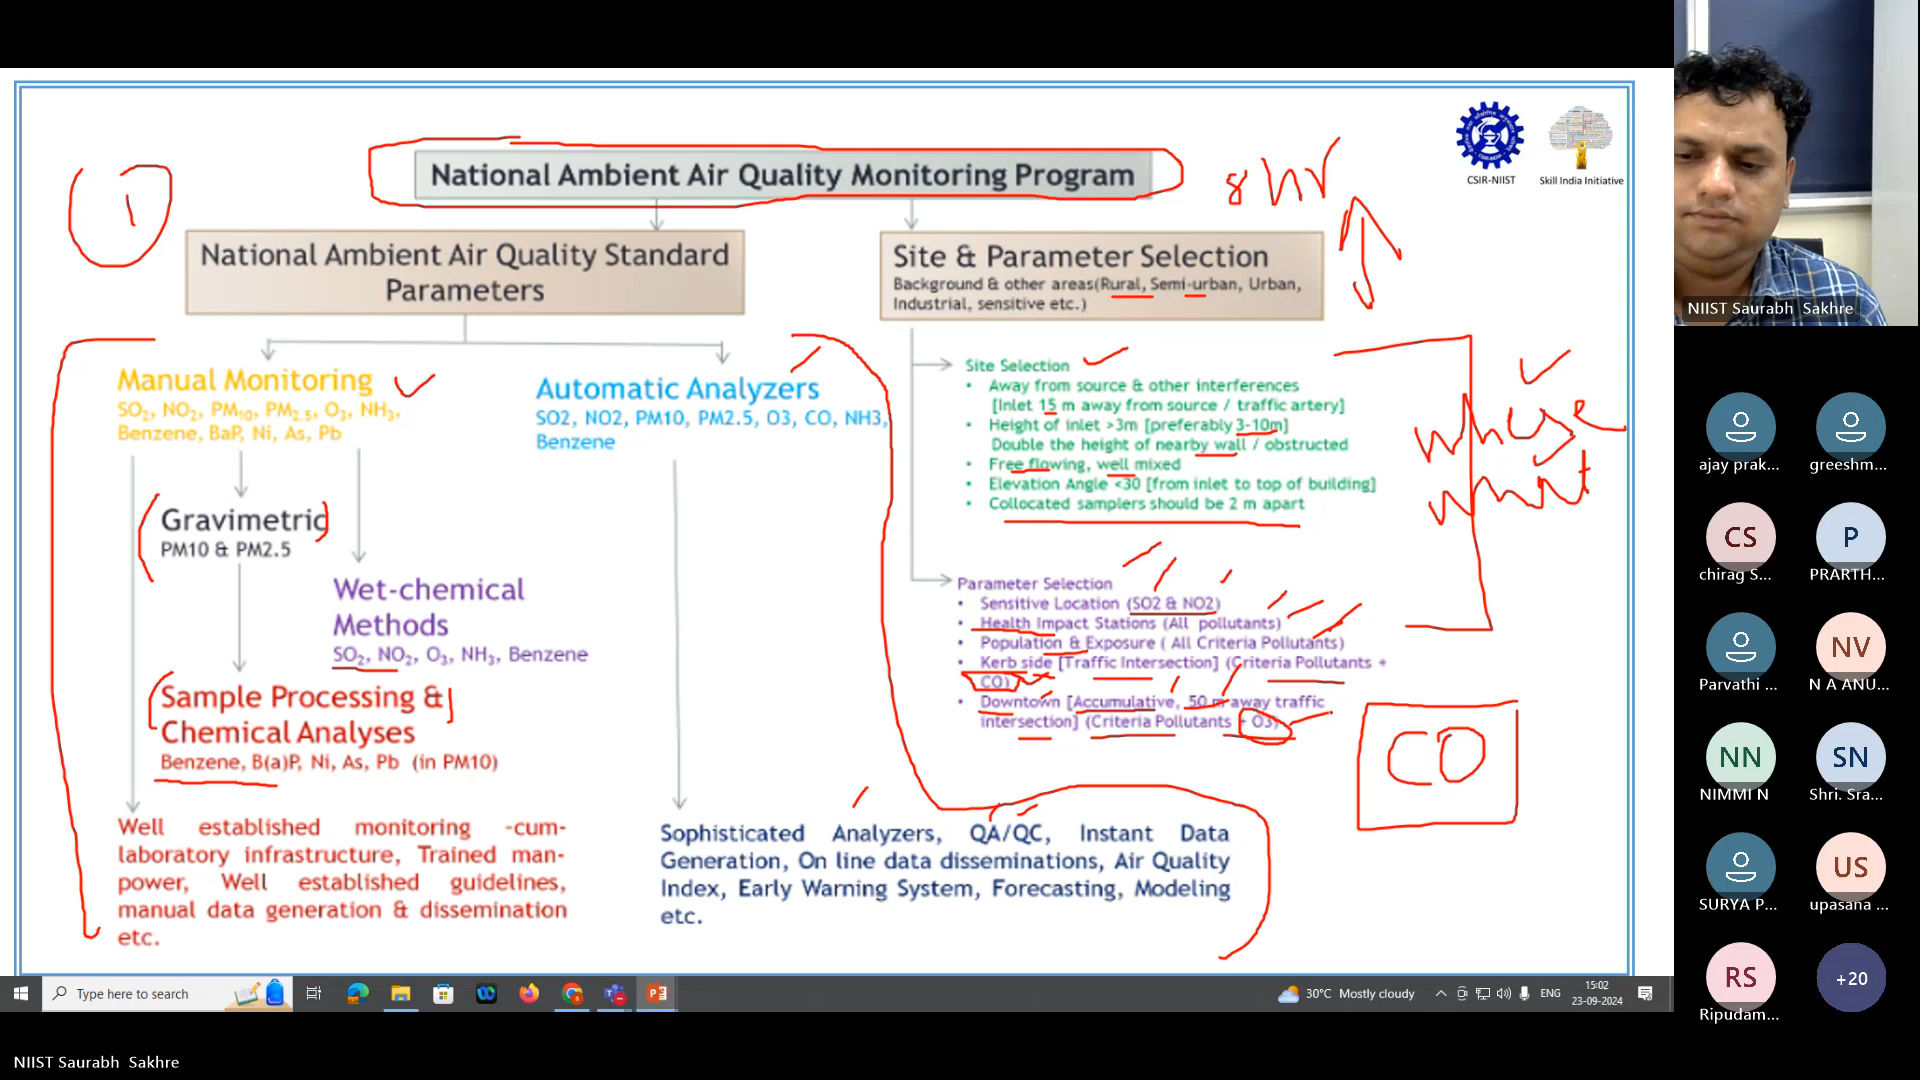 National Ambient Air Quality Monitoring Program
1
8hr
CSIR-NIIST
Skill India Initiative
National Ambient Air Quality Standard
Parameters
Site & Parameter Selection
Background & other areas(Rural, Semi-urban, Urban,
Industrial, sensitive etc.)
Manual Monitoring
SO₂, NO₂, PM₁₀, PM₂.₅, O₃, NH₃,
Benzene, BaP, Ni, As, Pb
Automatic Analyzers
SO2, NO2, PM10, PM2.5, O3, CO, NH3,
Benzene
Gravimetric
PM10 & PM2.5
Wet-chemical
Methods
SO₂, NO₂, O₃, NH₃, Benzene
Sample Processing &
Chemical Analyses
Benzene, B(a)P, Ni, As, Pb (in PM10)
Well established monitoring -cum-
laboratory infrastructure, Trained man-
power, Well established guidelines,
manual data generation & dissemination
etc.
Sophisticated Analyzers, QA/QC, Instant Data
Generation, On line data disseminations, Air Quality
Index, Early Warning System, Forecasting, Modeling
etc.
Site Selection
• Away from source & other interferences
[Inlet 15 m away from source / traffic artery]
• Height of inlet >3m [preferably 3-10m]
Double the height of nearby wall / obstructed
• Free flowing, well mixed
• Elevation Angle <30 [from inlet to top of building]
• Collocated samplers should be 2 m apart
where
what
Parameter Selection
• Sensitive Location (SO2 & NO2)
• Health Impact Stations (All pollutants)
• Population & Exposure ( All Criteria Pollutants)
• Kerb side [Traffic Intersection] (Criteria Pollutants +
CO)
• Downtown [Accumulative, 50 m away traffic
intersection] (Criteria Pollutants + O3)
CO
Type here to search
30°C Mostly cloudy
ENG
15:02
23-09-2024
NIIST Saurabh Sakhre
NIIST Saurabh Sakhre
ajay prak...
greeshm...
CS
chirag S...
P
PRARTH...
Parvathi ...
NV
N A ANU...
NN
NIMMI N
SN
Shri. Sra...
SURYA P...
US
upasana ...
RS
Ripudam...
+20